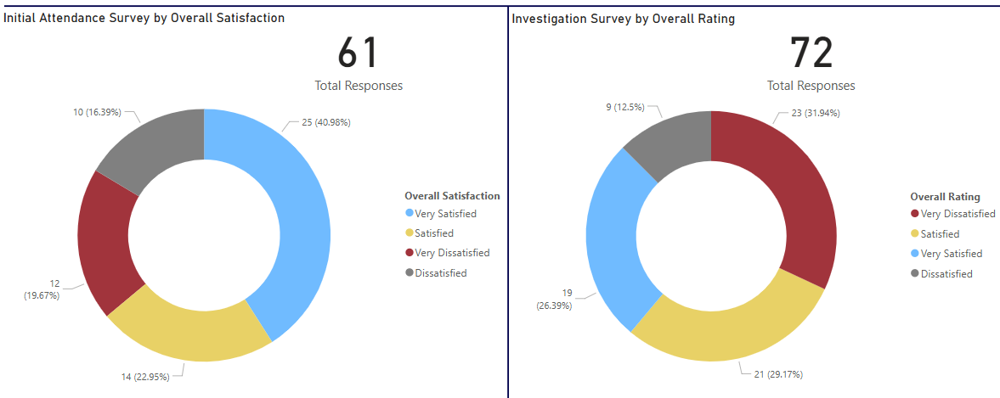 Initial Attendance Survey by Overall Satisfaction
61
Total Responses
10 (16.39%)
25 (40.98%)
12
(19.67%)
14 (22.95%)
Overall Satisfaction
Very Satisfied
Satisfied
Very Dissatisfied
Dissatisfied
Investigation Survey by Overall Rating
72
Total Responses
9 (12.5%)
23 (31.94%)
19
(26.39%)
21 (29.17%)
Overall Rating
Very Dissatisfied
Satisfied
Very Satisfied
Dissatisfied